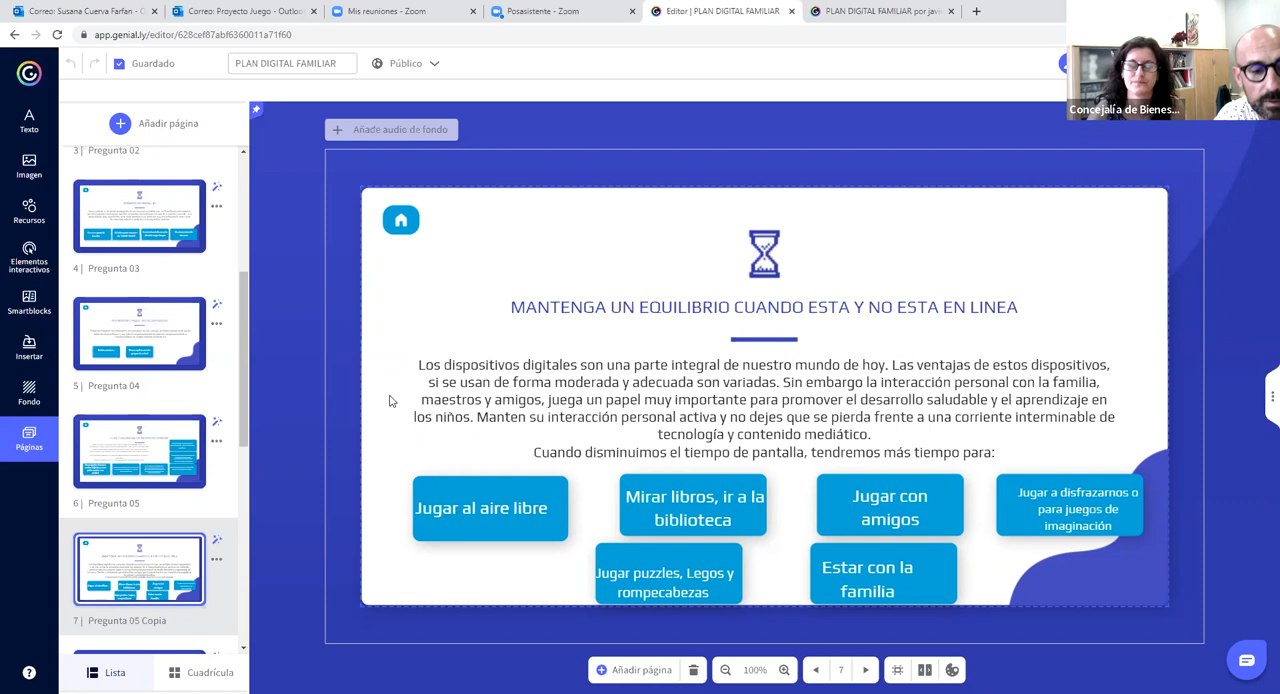 Correo: Susana Cuerva Farfan - O
Correo: Proyecto Juego - Outlook
Mis reuniones - Zoom
Posasistente - Zoom
Editor | PLAN DIGITAL FAMILIAR
PLAN DIGITAL FAMILIAR por javie
app.genial.ly/editor/628cef87abf6360011a71f60
Guardado
PLAN DIGITAL FAMILIAR
Público
Concejalía de Bienes...
Texto
Imagen
Recursos
Elementos
interactivos
Smartblocks
Insertar
Fondo
Páginas
Añadir página
3 | Pregunta 02
4 | Pregunta 03
5 | Pregunta 04
6 | Pregunta 05
7 | Pregunta 05 Copia
Lista
Cuadrícula
Añade audio de fondo
MANTENGA UN EQUILIBRIO CUANDO ESTA Y NO ESTA EN LINEA
Los dispositivos digitales son una parte integral de nuestro mundo de hoy. Las ventajas de estos dispositivos,
si se usan de forma moderada y adecuada son variadas. Sin embargo la interacción personal con la familia,
maestros y amigos, juega un papel muy importante para promover el desarrollo saludable y el aprendizaje en
los niños. Manten su interacción personal activa y no dejes que se pierda frente a una corriente interminable de
tecnología y contenido mediático.
Cuando disminuimos el tiempo de pantalla, tendremos más tiempo para:
Jugar al aire libre
Mirar libros, ir a la
biblioteca
Jugar con
amigos
Jugar a disfrazarnos o
para juegos de
imaginación
Jugar puzzles, Legos y
rompecabezas
Estar con la
familia
Añadir página
100%
7